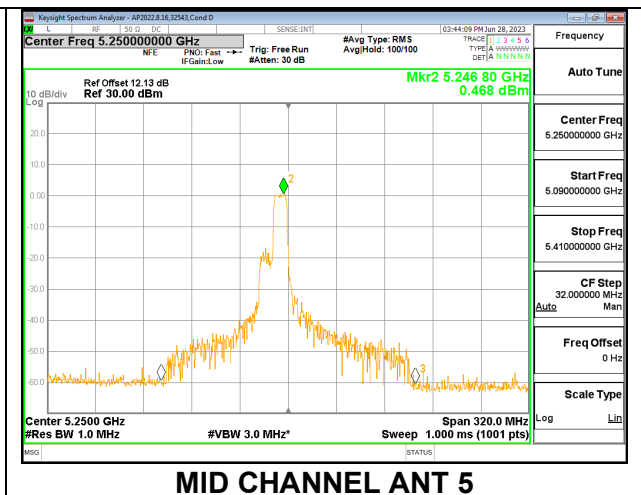 Keysight Spectrum Analyzer - AP2022.8.16,32543,Cond D
LXI L RF 50 Ω DC SENSE:INT 03:44:09 PM Jun 28, 2023
Center Freq 5.250000000 GHz
NFE PNO: Fast IFGain:Low
Trig: Free Run
#Atten: 30 dB
#Avg Type: RMS
Avg|Hold: 100/100
TRACE 1 2 3 4 5 6
TYPE A WWWWW
DET A N N N N N
Frequency
Auto Tune
Center Freq
5.250000000 GHz
Start Freq
5.090000000 GHz
Stop Freq
5.410000000 GHz
CF Step
32.000000 MHz
Auto Man
Freq Offset
0 Hz
Scale Type
Log Lin
Mkr2 5.246 80 GHz
0.468 dBm
Ref Offset 12.13 dB
10 dB/div Ref 30.00 dBm
Log
20.0
10.0
0.00
-10.0
-20.0
-30.0
-40.0
-50.0
-60.0
2
3
Center 5.2500 GHz Span 320.0 MHz
#Res BW 1.0 MHz #VBW 3.0 MHz* Sweep 1.000 ms (1001 pts)
MSG STATUS
MID CHANNEL ANT 5